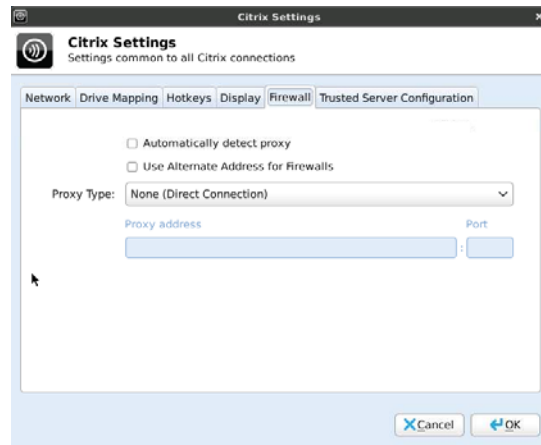 Citrix Settings
Citrix Settings
Settings common to all Citrix connections
Network Drive Mapping Hotkeys Display Firewall Trusted Server Configuration
Automatically detect proxy
Use Alternate Address for Firewalls
Proxy Type: None (Direct Connection)
Proxy address Port
:
Cancel OK